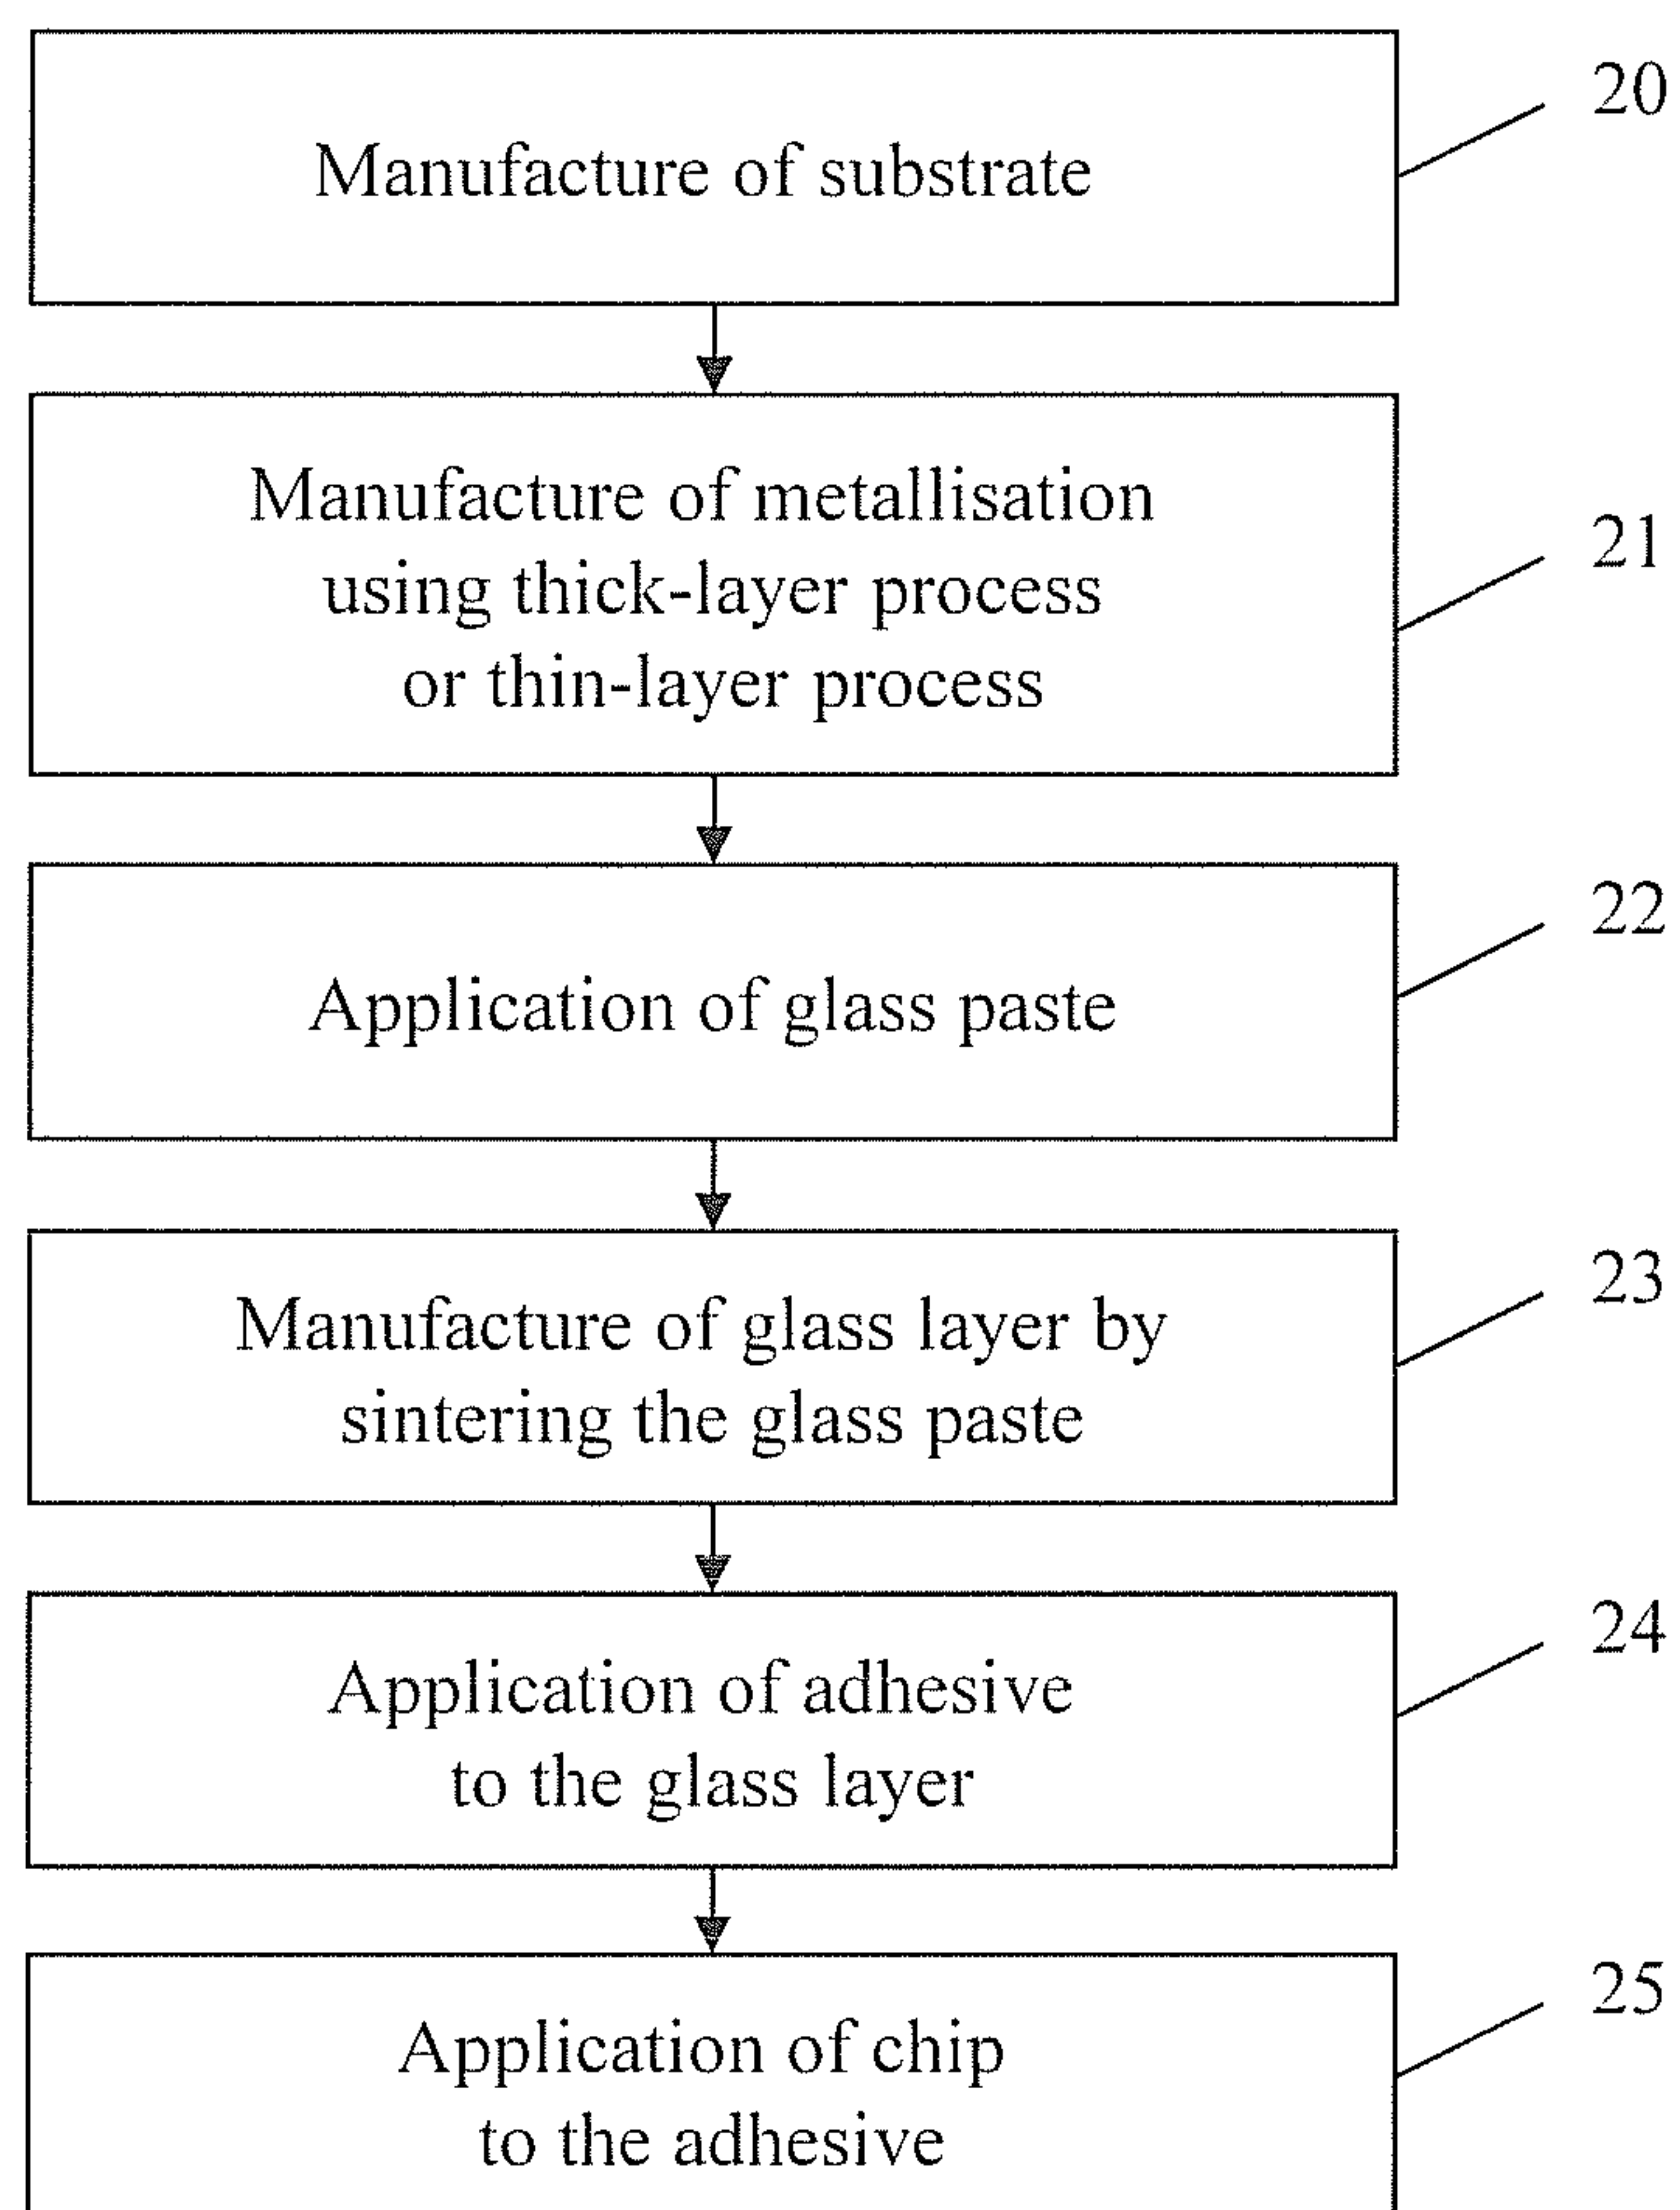 20
Manufacture of substrate
21
Manufacture of metallisation
using thick-layer process
or thin-layer process
22
Application of glass paste
23
Manufacture of glass layer by
sintering the glass paste
24
Application of adhesive
to the glass layer
25
Application of chip
to the adhesive